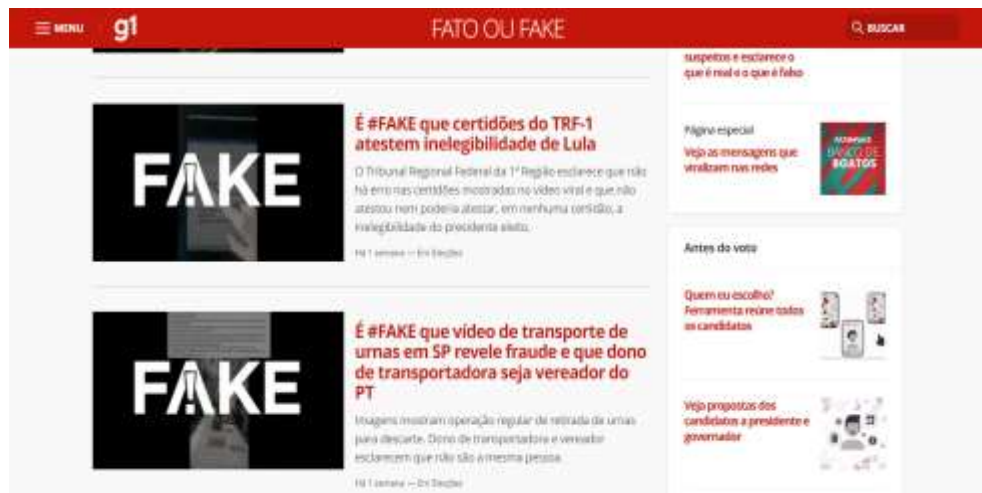 MENU
g1
FATO OU FAKE
BUSCAR
FAKE
É #FAKE que certidões do TRF-1
atestem inelegibilidade de Lula
O Tribunal Regional Federal da 1ª Região esclarece que não
há erro nas certidões mostradas no vídeo viral e que não
atestou nem poderia atestar, em nenhuma certidão, a
inelegibilidade do presidente eleito.
Há 1 semana — Em Eleições
FAKE
É #FAKE que vídeo de transporte de
urnas em SP revele fraude e que dono
de transportadora seja vereador do
PT
Imagens mostram operação regular de retirada de urnas
para descarte. Dono de transportadora e vereador
esclarecem que não são a mesma pessoa.
Há 1 semana — Em Eleições
suspeitos e esclarece o
que é real e o que é falso
Página especial
Veja as mensagens que
viralizam nas redes
BANCO DE
BOATOS
Antes do voto
Quem eu escolho?
Ferramenta reúne todos
os candidatos
Veja propostas dos
candidatos a presidente e
governador